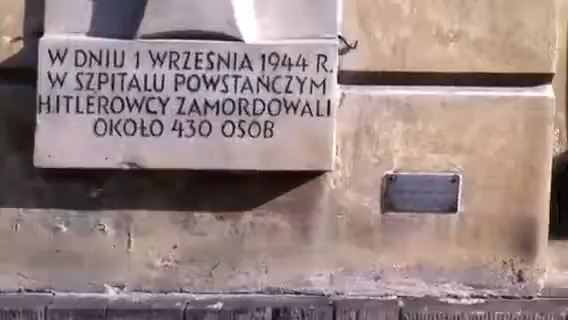 W DNIU 1 WRZEŚNIA 1944 R.
W SZPITALU POWSTAŃCZYM
HITLEROWCY ZAMORDOWALI
OKOŁO 430 OSÓB